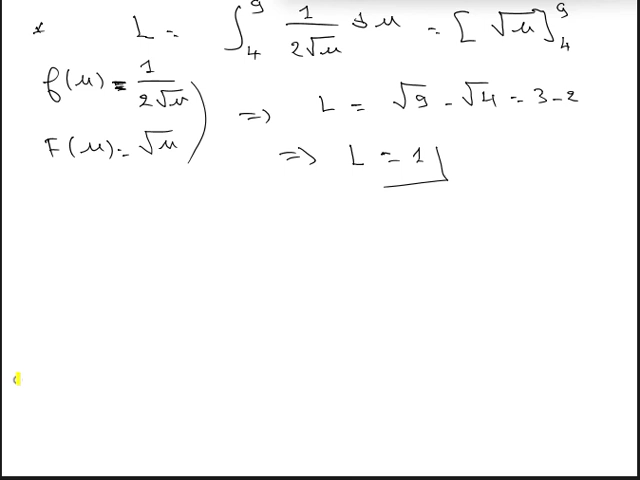 * L = ∫₄⁹ 1/(2√u) du = [√u]₄⁹
f(u) = 1/(2√u)
F(u) = √u
=> L = √9 - √4 = 3 - 2
=> L = 1